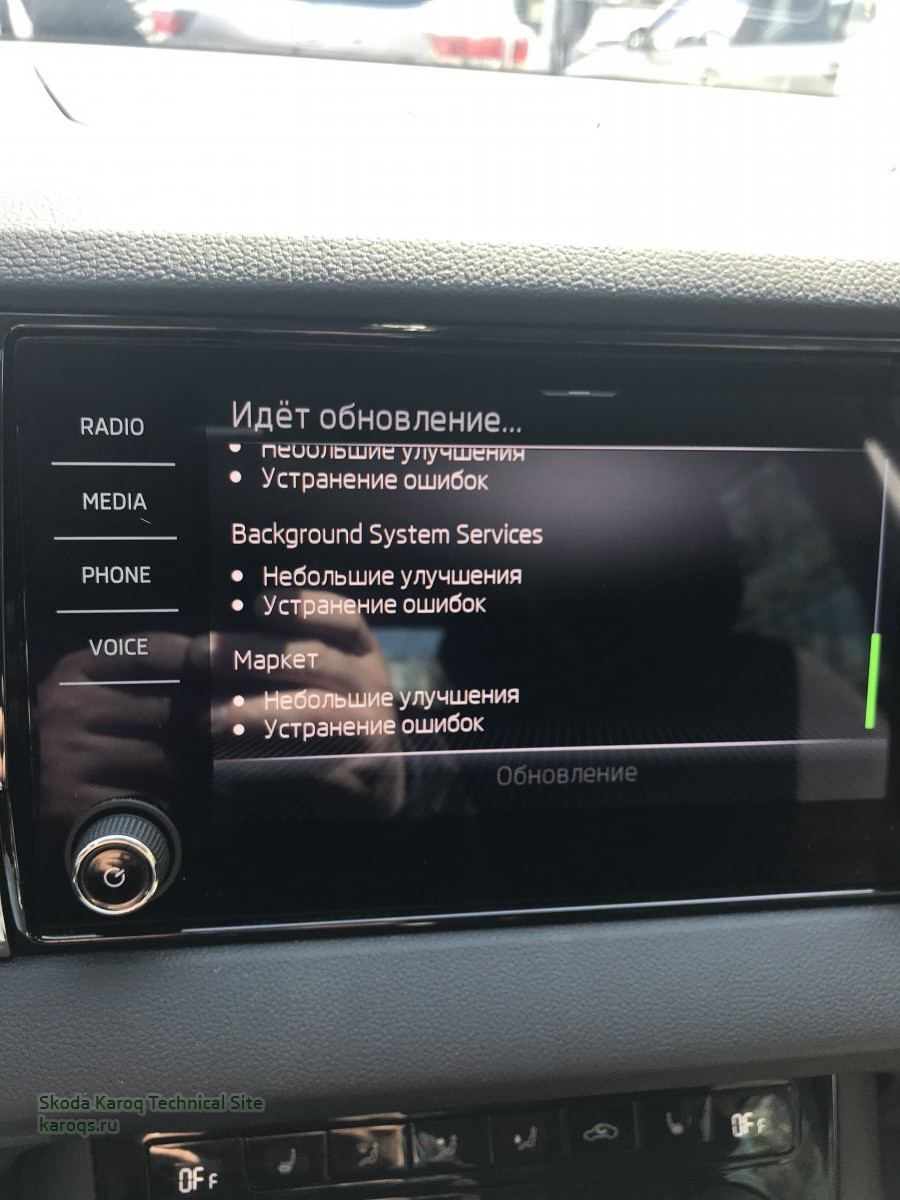 RADIO
MEDIA
PHONE
VOICE
Идёт обновление...
• Небольшие улучшения
• Устранение ошибок
Background System Services
• Небольшие улучшения
• Устранение ошибок
Маркет
• Небольшие улучшения
• Устранение ошибок
Обновление
Skoda Karoq Technical Site
karoqs.ru
OFF
OFF